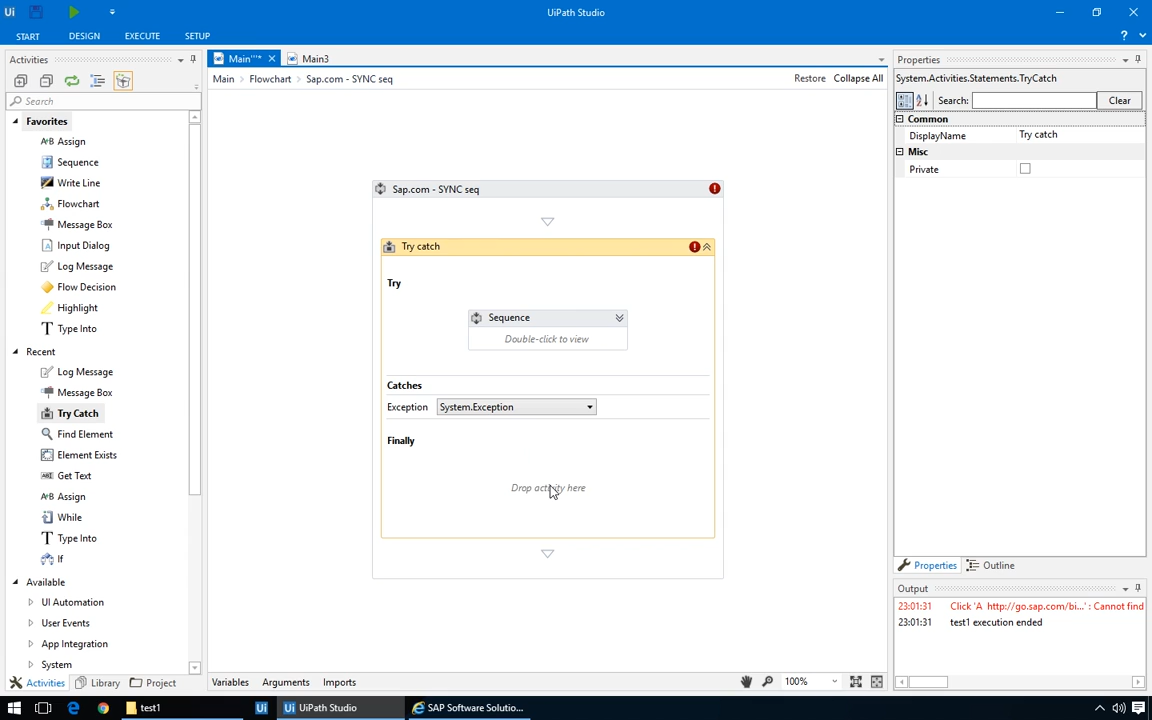 Ui
UiPath Studio
START DESIGN EXECUTE SETUP
?
Activities
Main''''* Main3
Properties
Main > Flowchart > Sap.com - SYNC seq
Restore Collapse All
System.Activities.Statements.TryCatch
Search
Search: Clear
Favorites
Common
DisplayName Try catch
Misc
Private
A+B Assign
Sequence
Write Line
Flowchart
Message Box
Input Dialog
Log Message
Flow Decision
Highlight
Type Into
Recent
Log Message
Message Box
Try Catch
Find Element
Element Exists
Get Text
A+B Assign
While
Type Into
If
Available
UI Automation
User Events
App Integration
System
Sap.com - SYNC seq
Try catch
Try
Sequence
Double-click to view
Catches
Exception System.Exception
Finally
Drop activity here
Properties Outline
Output
23:01:31 Click 'A http://go.sap.com/bi...' : Cannot find
23:01:31 test1 execution ended
Activities Library Project
Variables Arguments Imports
100%
test1 Ui Ui UiPath Studio SAP Software Solutio...